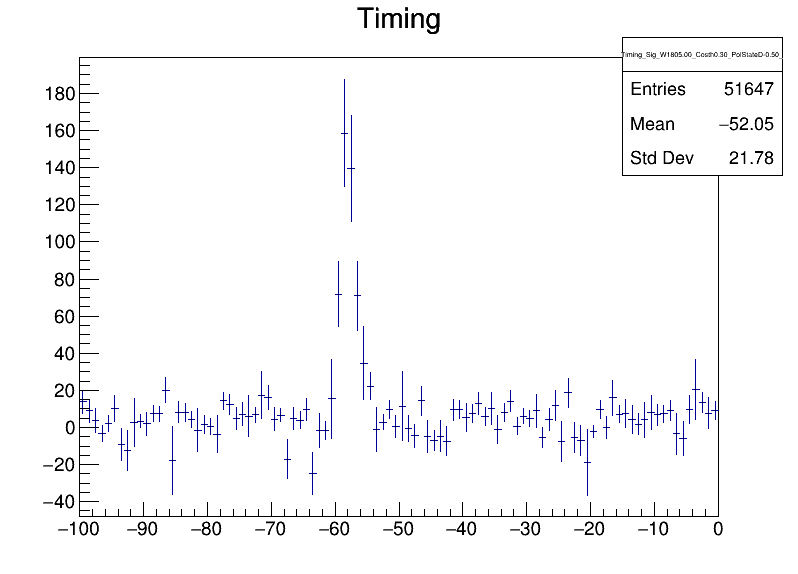 Timing
Timing_Sig_W1805.00_Costh0.30_PolStateD-0.50_
Entries 51647
Mean −52.05
Std Dev 21.78
180
160
140
120
100
80
60
40
20
0
−20
−40
−100 −90 −80 −70 −60 −50 −40 −30 −20 −10 0